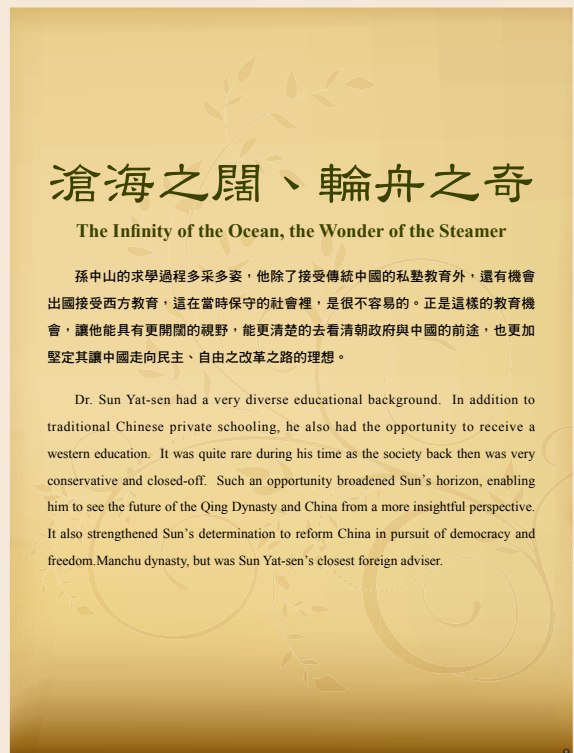 滄海之闊、輪舟之奇
The Infinity of the Ocean, the Wonder of the Steamer
孫中山的求學過程多采多姿，他除了接受傳統中國的私塾教育外，還有機會
出國接受西方教育，這在當時保守的社會裡，是很不容易的。正是這樣的教育機
會，讓他能具有更開闊的視野，能更清楚的去看清朝政府與中國的前途，也更加
堅定其讓中國走向民主、自由之改革之路的理想。
Dr. Sun Yat-sen had a very diverse educational background. In addition to
traditional Chinese private schooling, he also had the opportunity to receive a
western education. It was quite rare during his time as the society back then was very
conservative and closed-off. Such an opportunity broadened Sun’s horizon, enabling
him to see the future of the Qing Dynasty and China from a more insightful perspective.
It also strengthened Sun’s determination to reform China in pursuit of democracy and
freedom.Manchu dynasty, but was Sun Yat-sen’s closest foreign adviser.